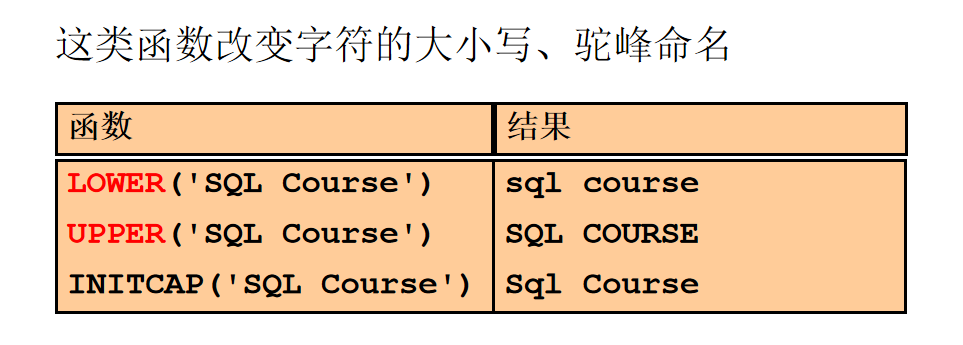 这类函数改变字符的大小写、驼峰命名
函数 结果
LOWER('SQL Course') sql course
UPPER('SQL Course') SQL COURSE
INITCAP('SQL Course') Sql Course